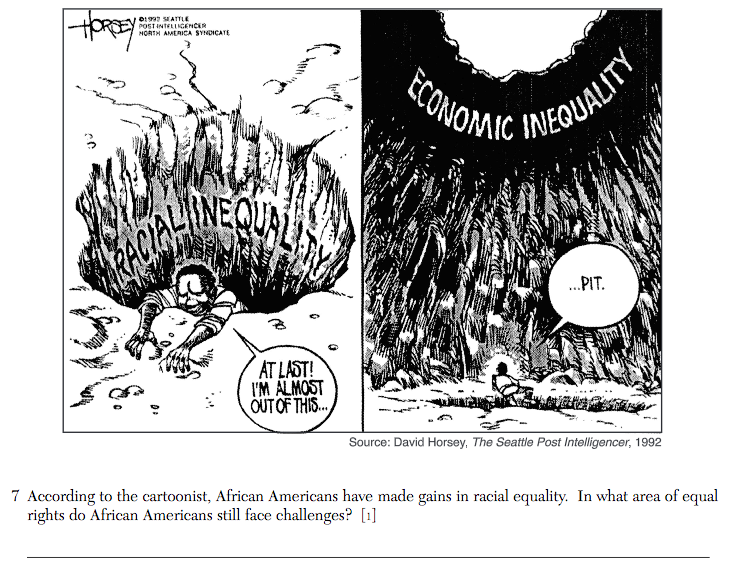 HORSEY
©1992 SEATTLE
POST-INTELLIGENCER
NORTH AMERICA SYNDICATE
RACIAL INEQUALITY
AT LAST!
I'M ALMOST
OUT OF THIS...
ECONOMIC INEQUALITY
...PIT.
Source: David Horsey, The Seattle Post Intelligencer, 1992
7 According to the cartoonist, African Americans have made gains in racial equality. In what area of equal
rights do African Americans still face challenges? [1]